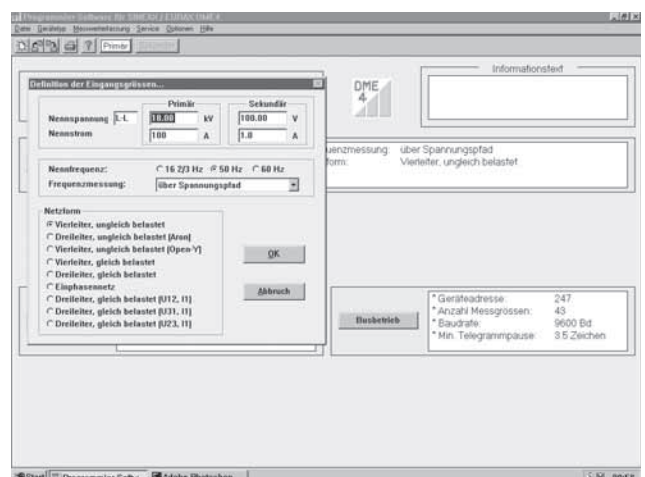 Programmier-Software für SIMEAS/EURAX DME4
Datei Gerätetyp Messwerterfassung Service Optionen Hilfe
Primär
Definition der Eingangsgrössen...
Primär Sekundär
Nennspannung L-L 10.00 kV 100.00 V
Nennstrom 100 A 1.0 A
Nennfrequenz: 16 2/3 Hz 50 Hz 60 Hz
Frequenzmessung: über Spannungspfad
Netzform
Vierleiter, ungleich belastet
Dreileiter, ungleich belastet (Aron)
Vierleiter, ungleich belastet (Open-Y)
Vierleiter, gleich belastet
Dreileiter, gleich belastet
Einphasennetz
Dreileiter, gleich belastet [U12, I1]
Dreileiter, gleich belastet [U31, I1]
Dreileiter, gleich belastet [U23, I1]
OK
Abbruch
DME
4
Informationstext
uenzmessung: über Spannungspfad
form: Vierleiter, ungleich belastet
Busbetrieb
* Geräteadresse: 247
* Anzahl Messgrössen: 43
* Baudrate: 9600 Bd
* Min. Telegrammpause: 3.5 Zeichen
Start
Adobe Photoshop